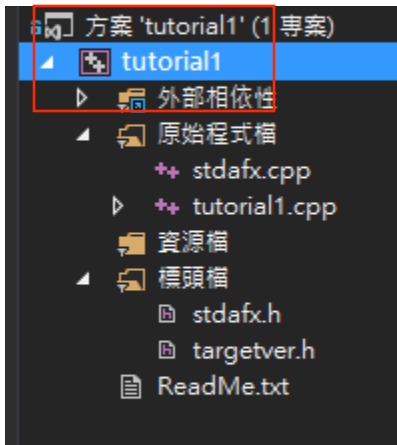 方案 'tutorial1' (1 專案)
tutorial1
外部相依性
原始程式檔
stdafx.cpp
tutorial1.cpp
資源檔
標頭檔
stdafx.h
targetver.h
ReadMe.txt